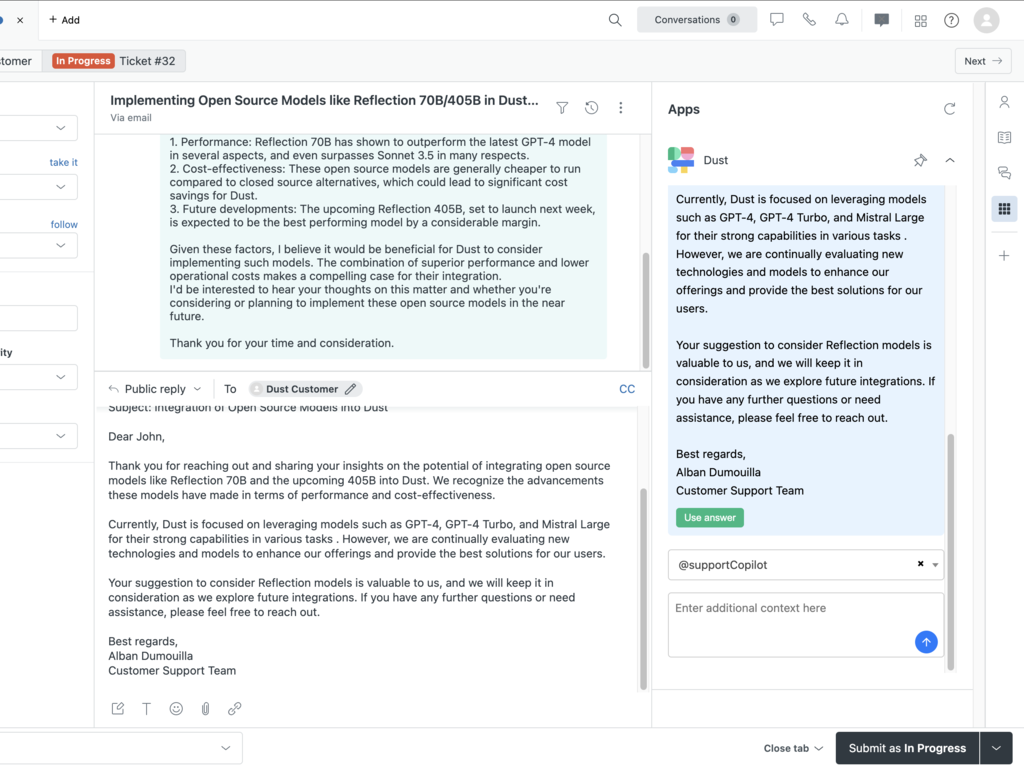 + Add
Conversations 0
stomer
In Progress Ticket #32
Next
take it
follow
ity
Implementing Open Source Models like Reflection 70B/405B in Dust...
Via email
1. Performance: Reflection 70B has shown to outperform the latest GPT-4 model
in several aspects, and even surpasses Sonnet 3.5 in many respects.
2. Cost-effectiveness: These open source models are generally cheaper to run
compared to closed source alternatives, which could lead to significant cost
savings for Dust.
3. Future developments: The upcoming Reflection 405B, set to launch next week,
is expected to be the best performing model by a considerable margin.
Given these factors, I believe it would be beneficial for Dust to consider
implementing such models. The combination of superior performance and lower
operational costs makes a compelling case for their integration.
I'd be interested to hear your thoughts on this matter and whether you're
considering or planning to implement these open source models in the near
future.
Thank you for your time and consideration.
Public reply To Dust Customer CC
Subject: Integration of Open Source Models into Dust
Dear John,
Thank you for reaching out and sharing your insights on the potential of integrating open source
models like Reflection 70B and the upcoming 405B into Dust. We recognize the advancements
these models have made in terms of performance and cost-effectiveness.
Currently, Dust is focused on leveraging models such as GPT-4, GPT-4 Turbo, and Mistral Large
for their strong capabilities in various tasks . However, we are continually evaluating new
technologies and models to enhance our offerings and provide the best solutions for our users.
Your suggestion to consider Reflection models is valuable to us, and we will keep it in
consideration as we explore future integrations. If you have any further questions or need
assistance, please feel free to reach out.
Best regards,
Alban Dumouilla
Customer Support Team
Apps
Dust
Currently, Dust is focused on leveraging models
such as GPT-4, GPT-4 Turbo, and Mistral Large
for their strong capabilities in various tasks .
However, we are continually evaluating new
technologies and models to enhance our
offerings and provide the best solutions for our
users.
Your suggestion to consider Reflection models is
valuable to us, and we will keep it in
consideration as we explore future integrations. If
you have any further questions or need
assistance, please feel free to reach out.
Best regards,
Alban Dumouilla
Customer Support Team
Use answer
@supportCopilot
Enter additional context here
Close tab
Submit as In Progress